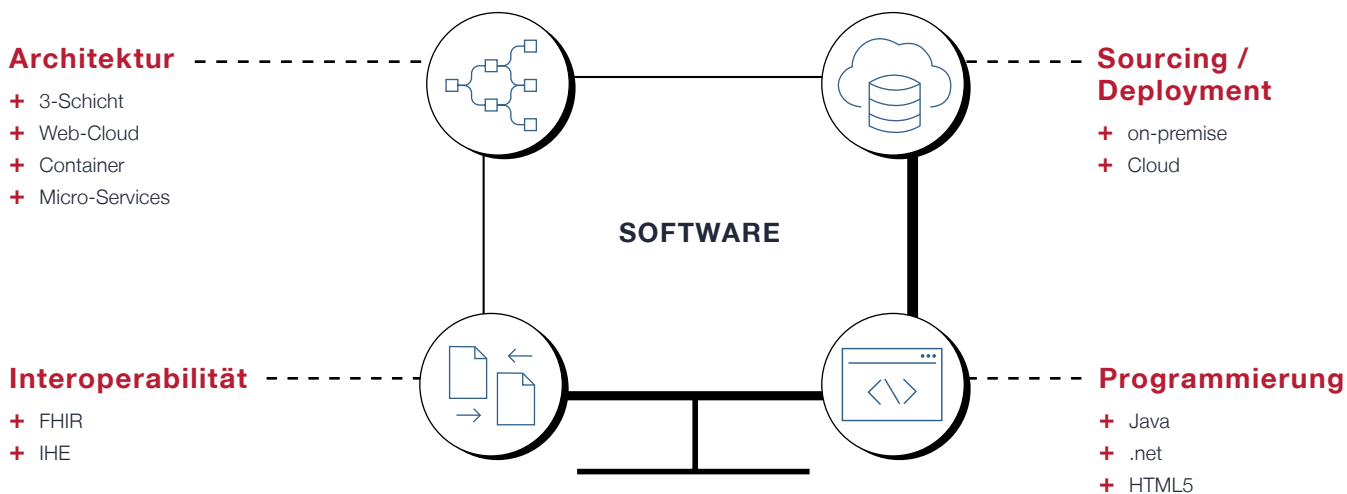 Architektur
+ 3-Schicht
+ Web-Cloud
+ Container
+ Micro-Services
Sourcing /
Deployment
+ on-premise
+ Cloud
SOFTWARE
Interoperabilität
+ FHIR
+ IHE
Programmierung
+ Java
+ .net
+ HTML5